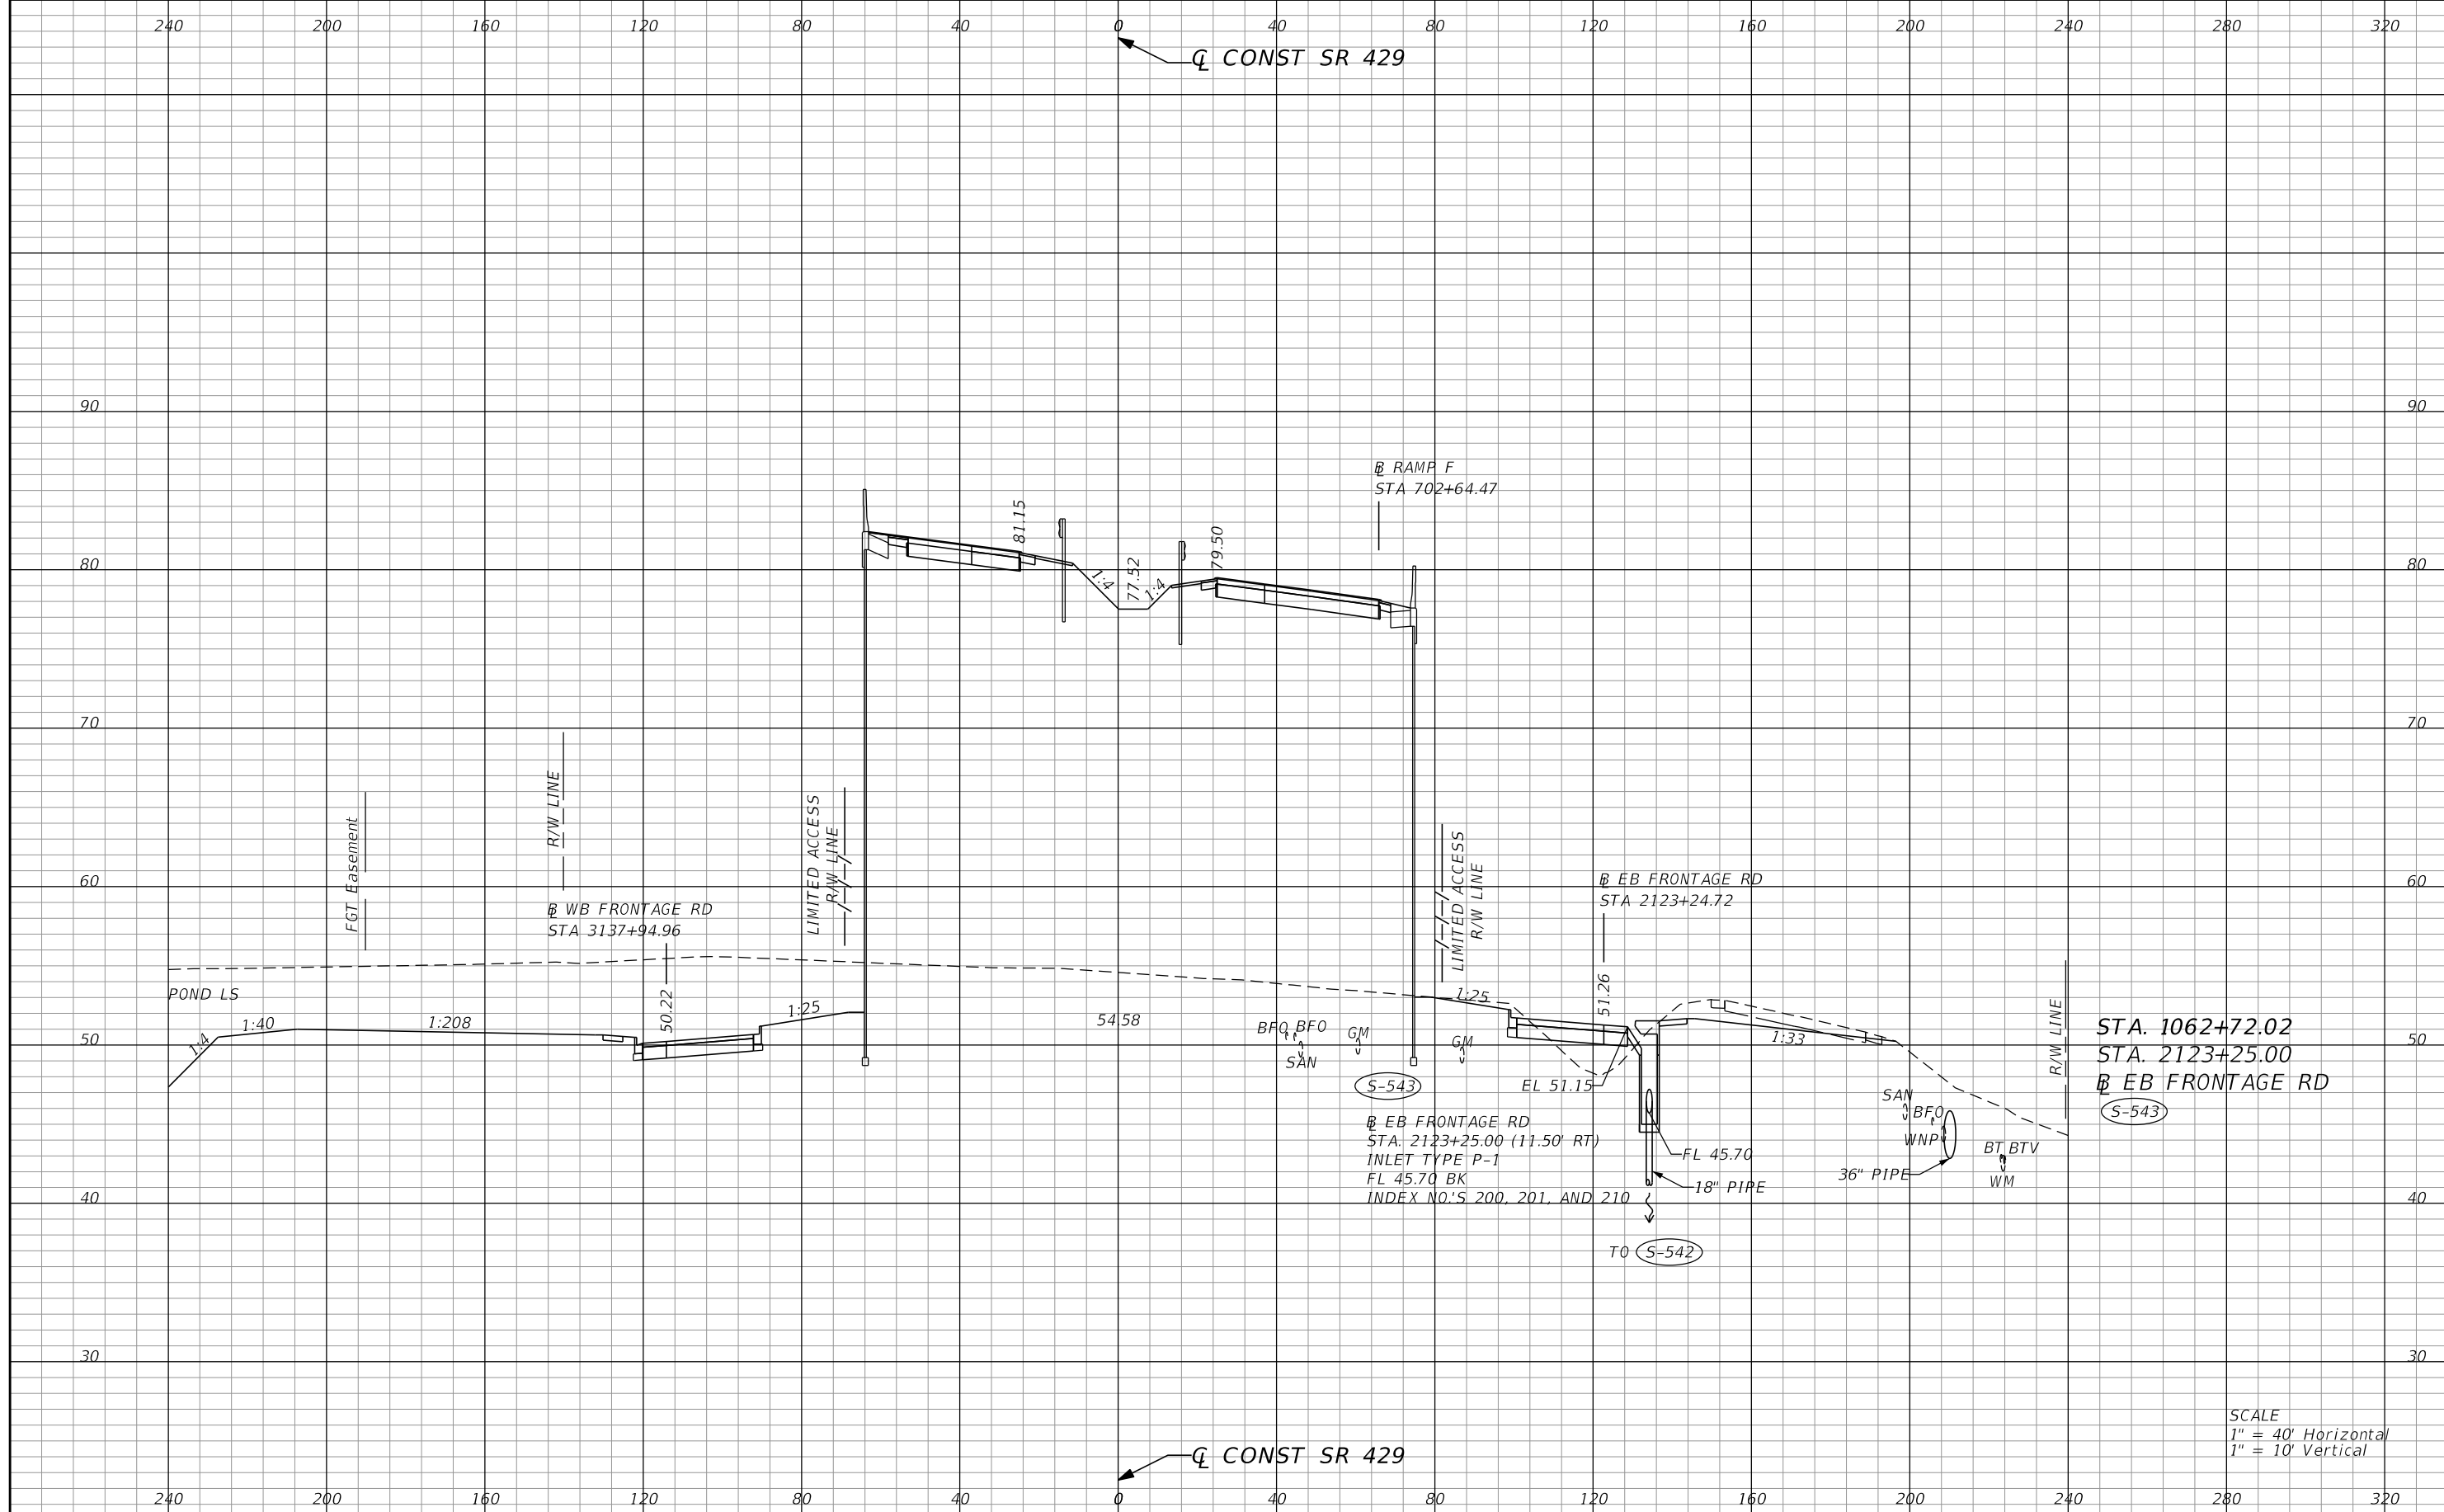 240 200 160 120 80 40 0 40 80 120 160 200 240 280 320
℄ CONST SR 429
90 90
℄ RAMP F
STA 702+64.47
81.15
79.50
77.52
80 80
1:4
1:4
70 70
R/W LINE
FGT Easement
LIMITED ACCESS
R/W LINE
LIMITED ACCESS
R/W LINE
60 60
B EB FRONTAGE RD
STA 2123+24.72
B WB FRONTAGE RD
STA 3137+94.96
POND LS
50.22
51.26
1:4
1:40
1:208
1:25
1:25
54.58
BFO BFO
SAN
GM
GM
1:33
R/W LINE
50 50
STA. 1062+72.02
STA. 2123+25.00
B EB FRONTAGE RD
S-543
S-543
EL 51.15
B EB FRONTAGE RD
STA. 2123+25.00 (11.50' RT)
INLET TYPE P-1
FL 45.70 BK
INDEX NO.'S 200, 201, AND 210
FL 45.70
18" PIPE
SAN
BFO
WNP
36" PIPE
BT BTV
WM
40 40
TO S-542
30 30
SCALE
1" = 40' Horizontal
1" = 10' Vertical
℄ CONST SR 429
240 200 160 120 80 40 0 40 80 120 160 200 240 280 320